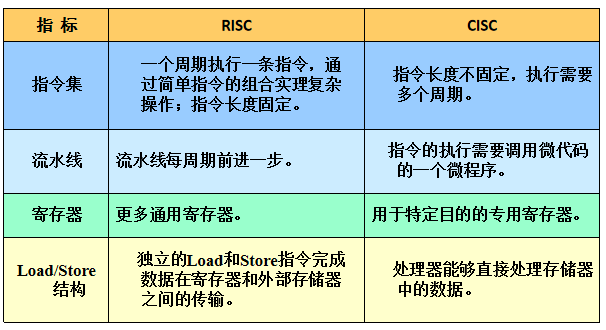 指 标
RISC
CISC
指令集
一个周期执行一条指令，通
过简单指令的组合实理复杂
操作；指令长度固定。
指令长度不固定，执行需要
多个周期。
流水线
流水线每周期前进一步。
指令的执行需要调用微代码
的一个微程序。
寄存器
更多通用寄存器。
用于特定目的的专用寄存器。
Load/Store
结构
独立的Load和Store指令完成
数据在寄存器和外部存储器
之间的传输。
处理器能够直接处理存储器
中的数据。